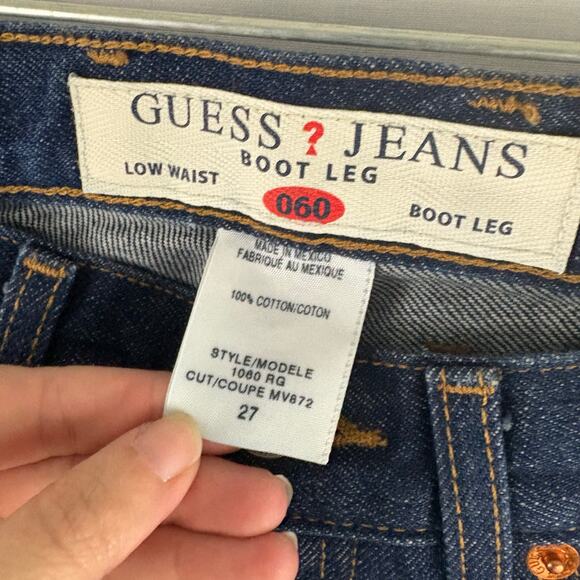 GUESS ? JEANS
BOOT LEG
LOW WAIST
060
BOOT LEG
MADE IN MEXICO
FABRIQUÉ AU MEXIQUE
100% COTTON/COTON
STYLE/MODELE
1060 RG
CUT/COUPE MV872
27